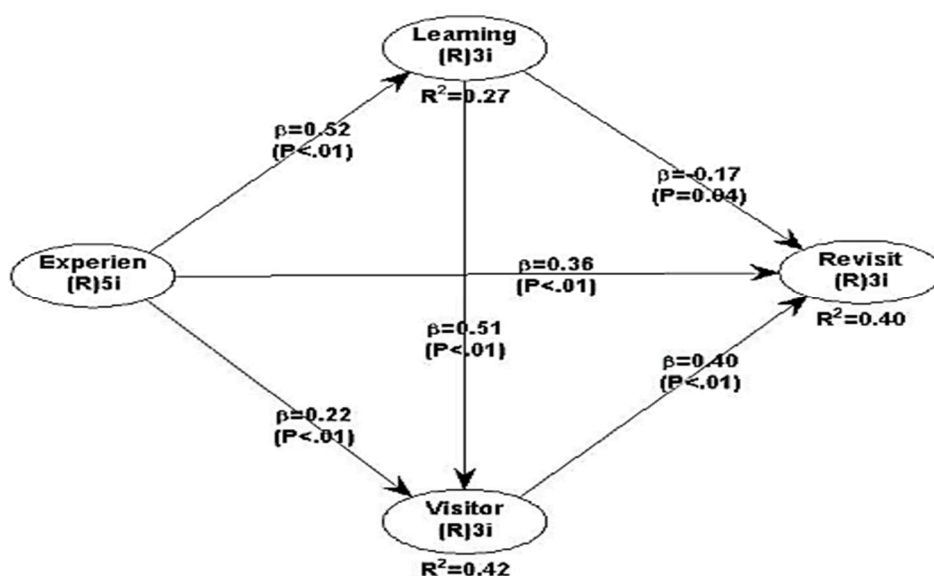 Learning
(R)3i
R²=0.27
β=0.52
(P<.01)
β=-0.17
(P=0.04)
Experien
(R)5i
β=0.36
(P<.01)
Revisit
(R)3i
R²=0.40
β=0.51
(P<.01)
β=0.40
(P<.01)
β=0.22
(P<.01)
Visitor
(R)3i
R²=0.42